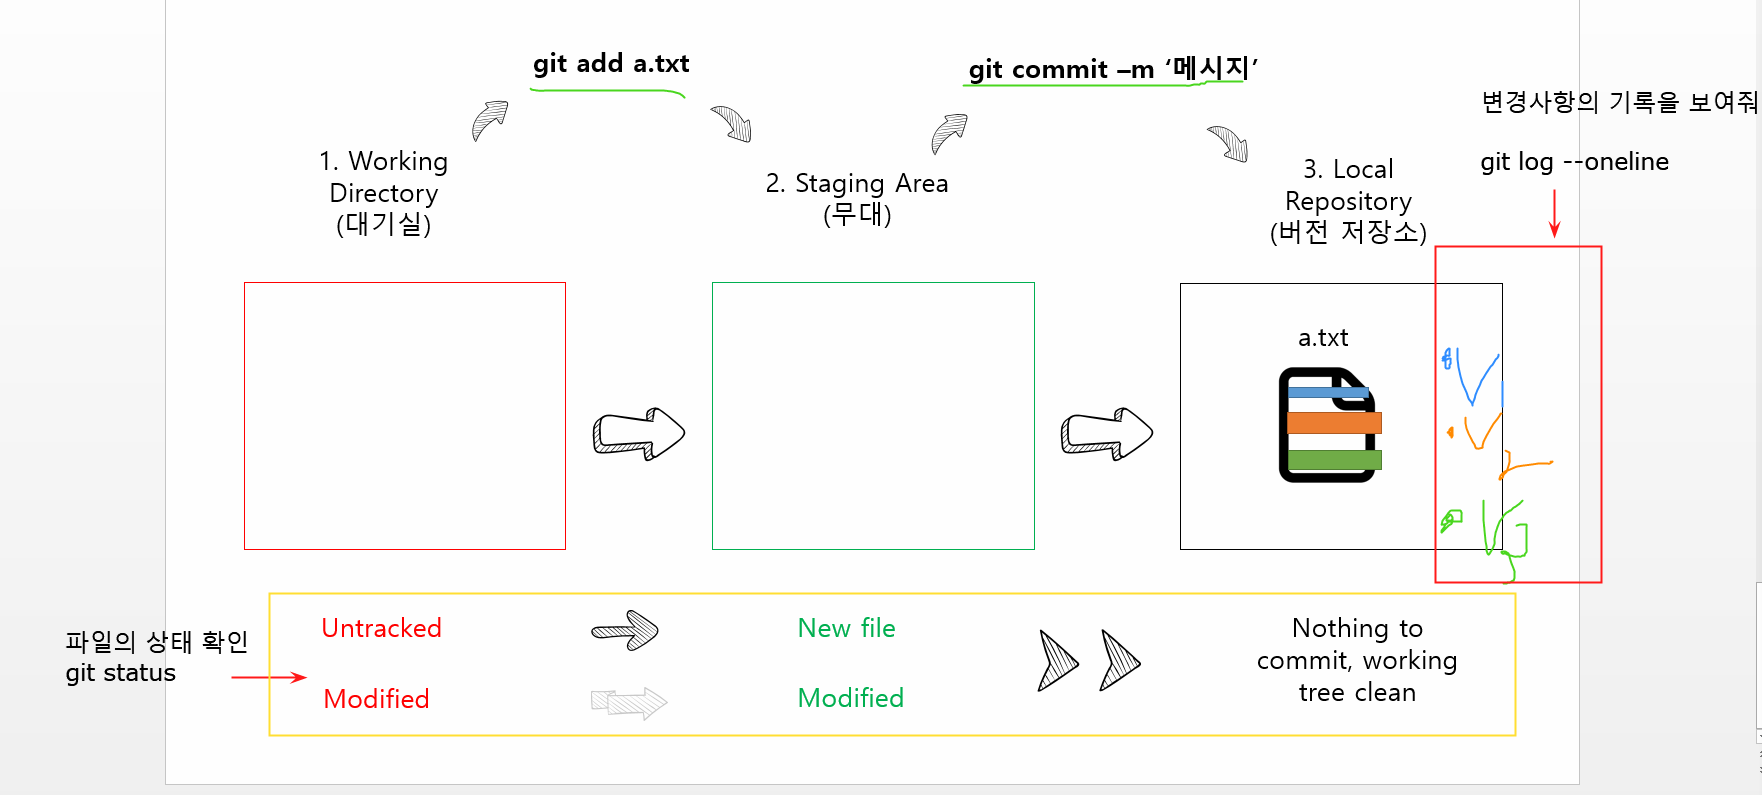 git add a.txt
git commit –m ‘메시지’
변경사항의 기록을 보여줘
git log --oneline
1. Working
Directory
(대기실)
2. Staging Area
(무대)
3. Local
Repository
(버전 저장소)
a.txt
파일의 상태 확인
git status
Untracked
New file
Modified
Modified
Nothing to
commit, working
tree clean